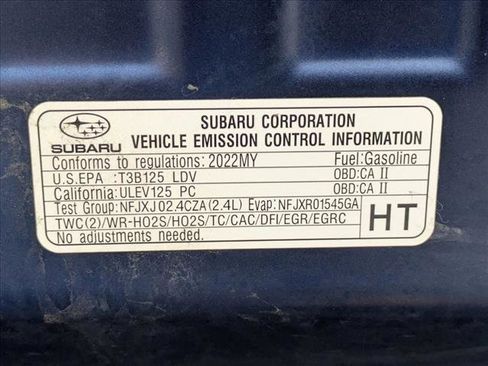 SUBARU CORPORATION
SUBARU VEHICLE EMISSION CONTROL INFORMATION
Conforms to regulations: 2022MY Fuel:Gasoline
U.S.EPA :T3B125 LDV OBD:CA II
California:ULEV125 PC OBD:CA II
Test Group:NFJXJ02.4CZA(2.4L) Evap:NFJXR01545GA
TWC(2)/WR-HO2S/HO2S/TC/CAC/DFI/EGR/EGRC
No adjustments needed. HT